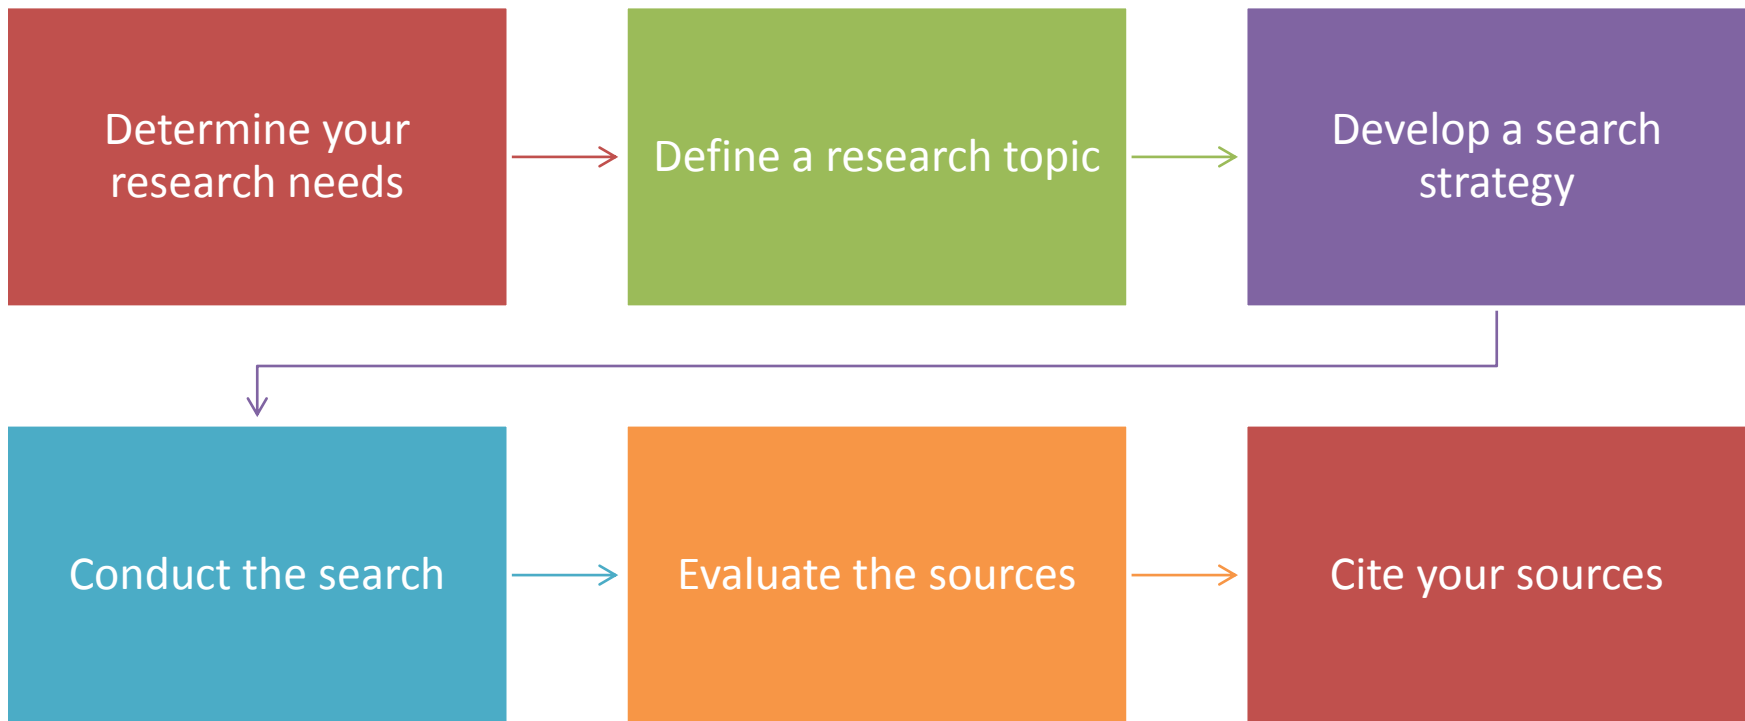 Determine your
research needs
Define a research topic
Develop a search
strategy
Conduct the search
Evaluate the sources
Cite your sources